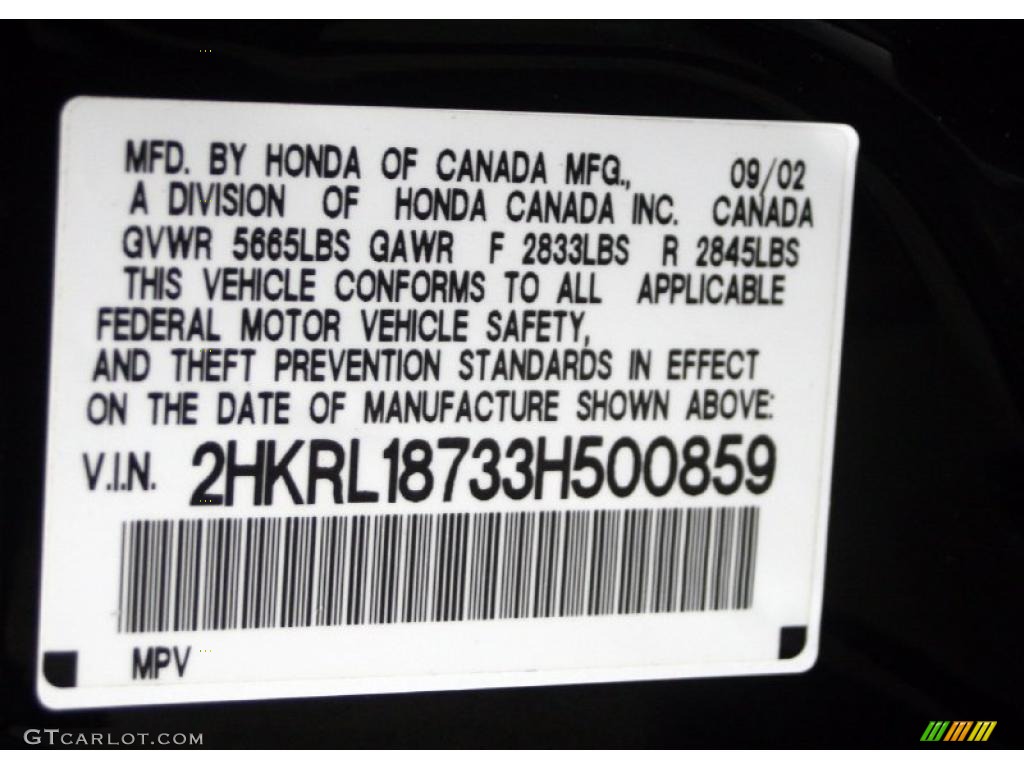 MFD. BY HONDA OF CANADA MFG., 09/02
A DIVISION OF HONDA CANADA INC. CANADA
GVWR 5665LBS GAWR F 2833LBS R 2845LBS
THIS VEHICLE CONFORMS TO ALL APPLICABLE
FEDERAL MOTOR VEHICLE SAFETY,
AND THEFT PREVENTION STANDARDS IN EFFECT
ON THE DATE OF MANUFACTURE SHOWN ABOVE:
V.I.N. 2HKRL18733H500859
MPV
GTCARLOT.COM